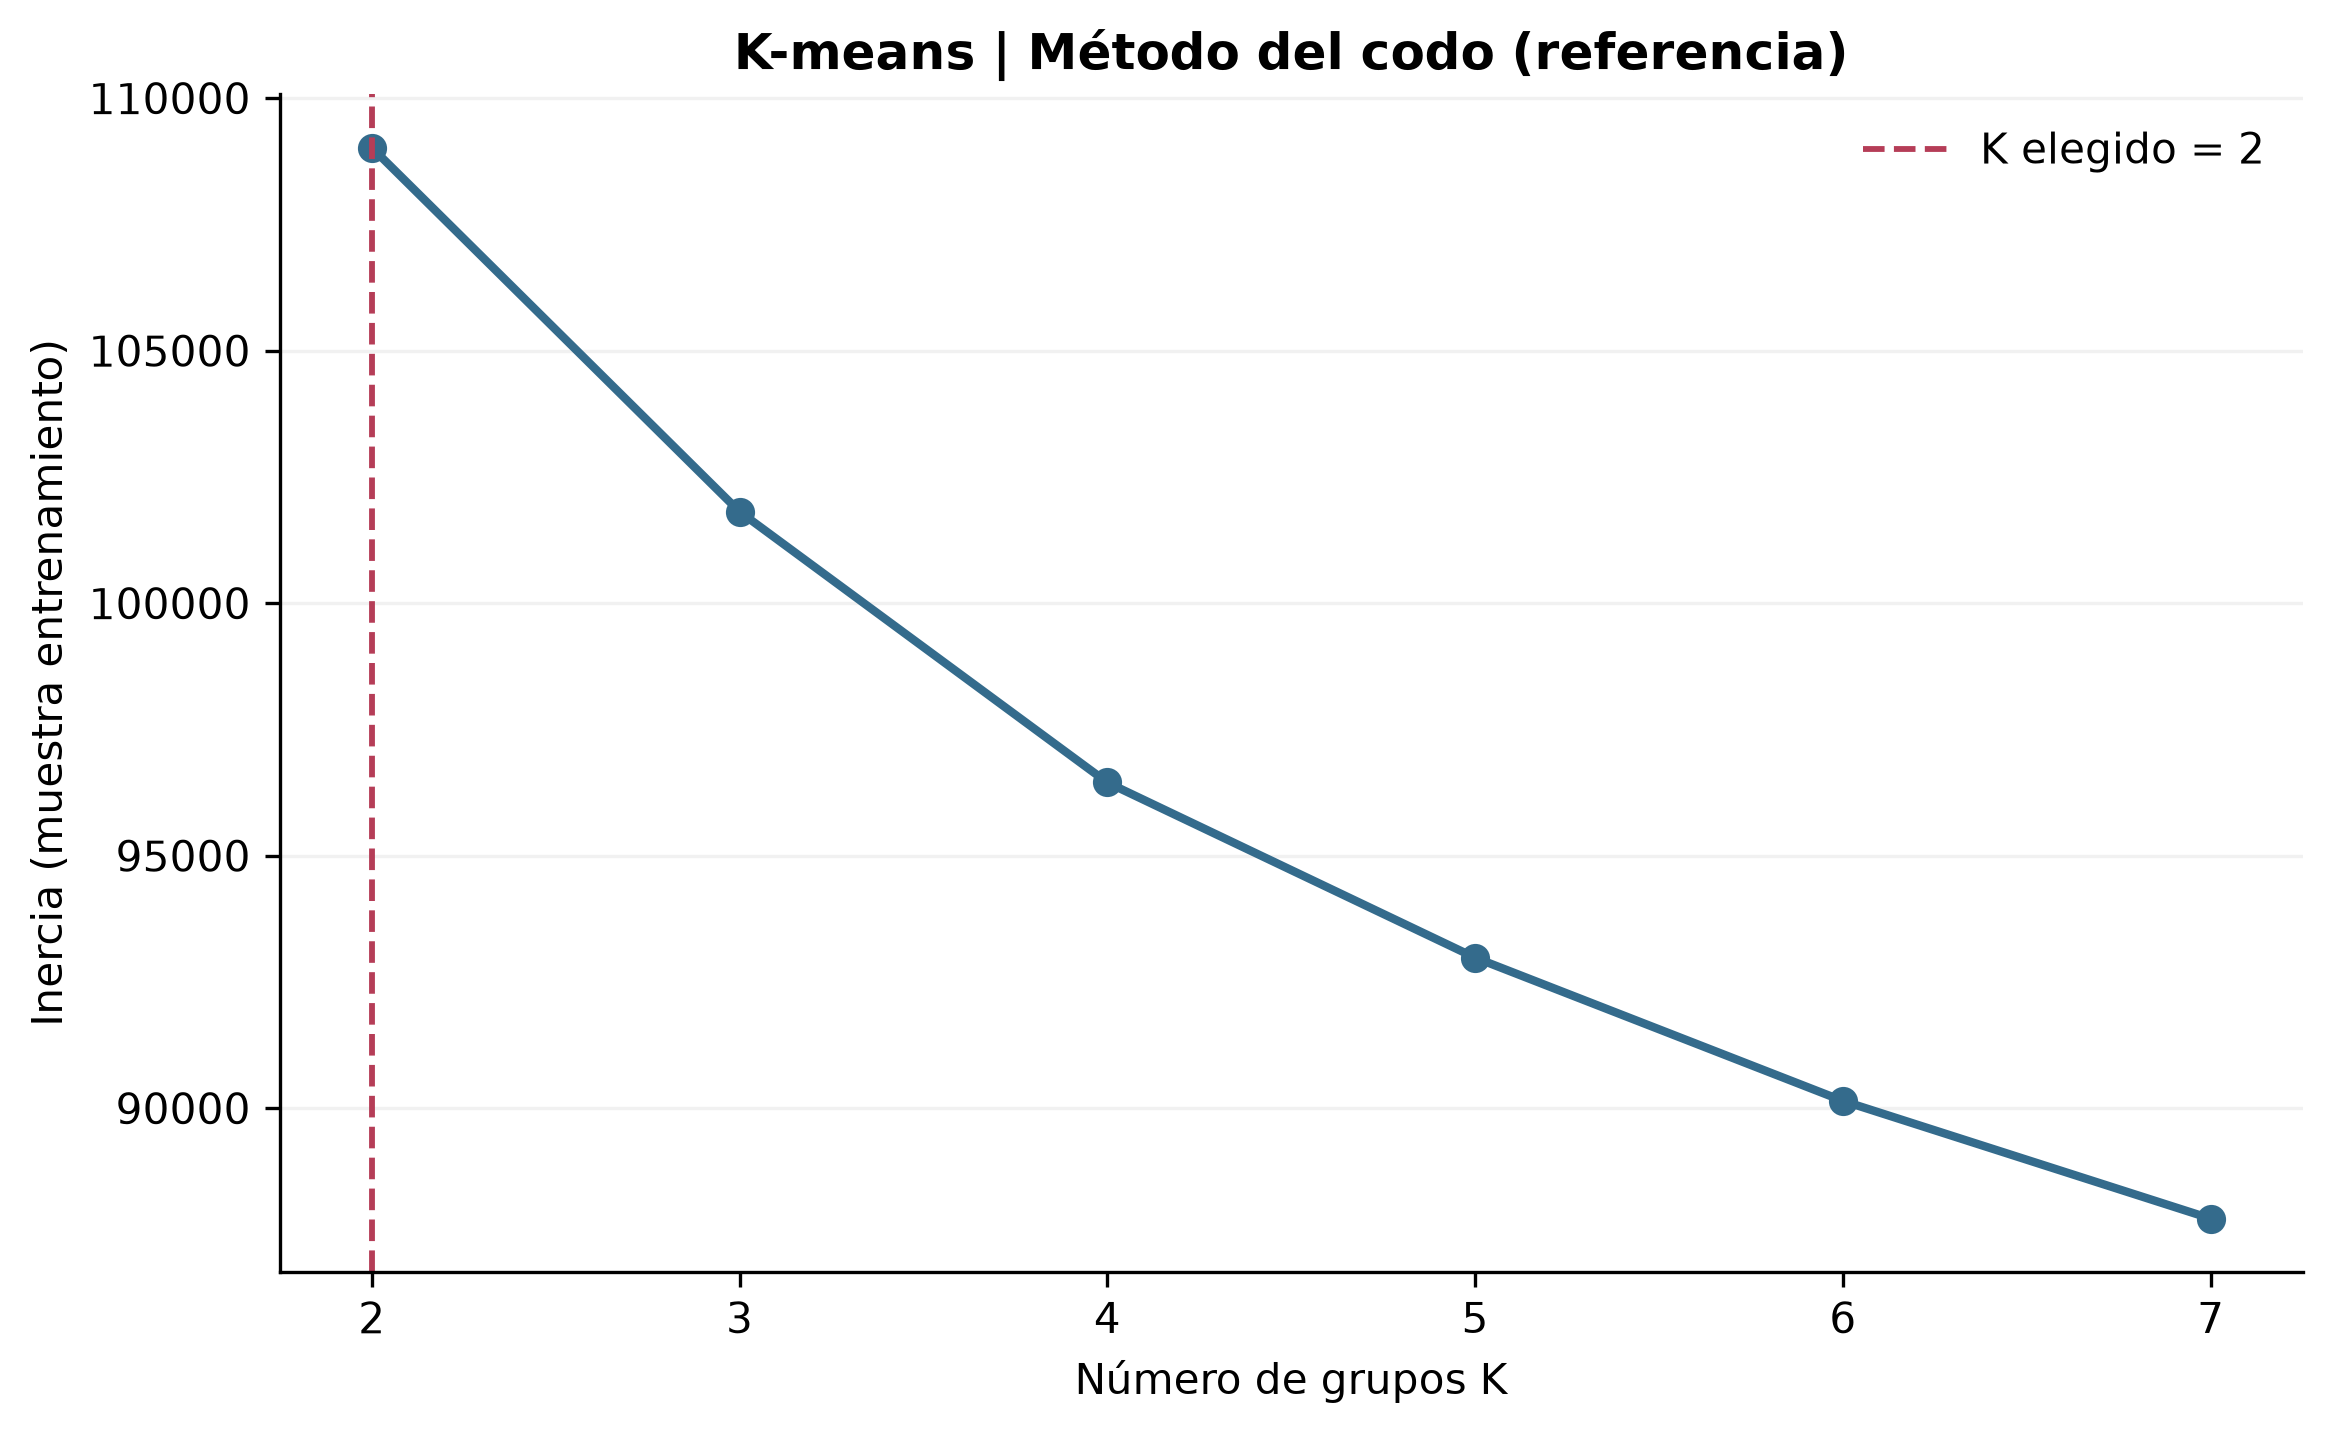 K-means | Método del codo (referencia)
K elegido = 2
Inercia (muestra entrenamiento)
110000
105000
100000
95000
90000
2 3 4 5 6 7
Número de grupos K